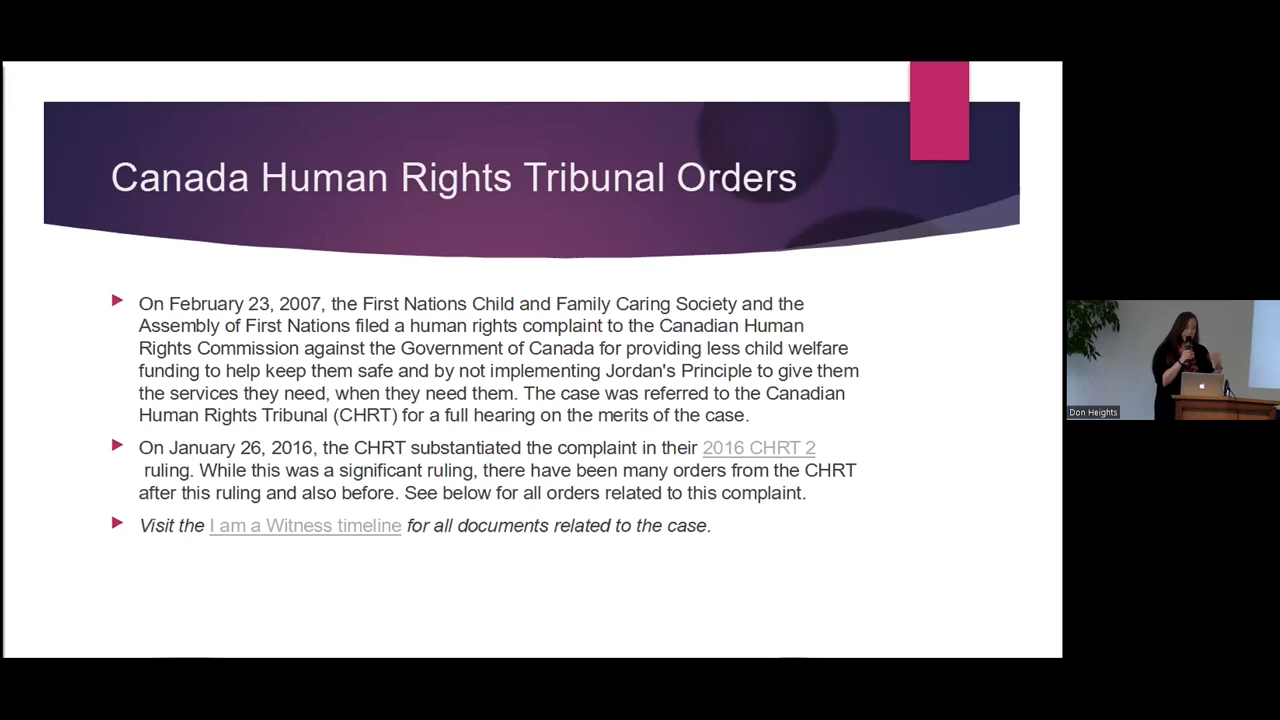 Canada Human Rights Tribunal Orders
On February 23, 2007, the First Nations Child and Family Caring Society and the
Assembly of First Nations filed a human rights complaint to the Canadian Human
Rights Commission against the Government of Canada for providing less child welfare
funding to help keep them safe and by not implementing Jordan's Principle to give them
the services they need, when they need them. The case was referred to the Canadian
Human Rights Tribunal (CHRT) for a full hearing on the merits of the case.
On January 26, 2016, the CHRT substantiated the complaint in their 2016 CHRT 2
ruling. While this was a significant ruling, there have been many orders from the CHRT
after this ruling and also before. See below for all orders related to this complaint.
Visit the I am a Witness timeline for all documents related to the case.
Don Heights